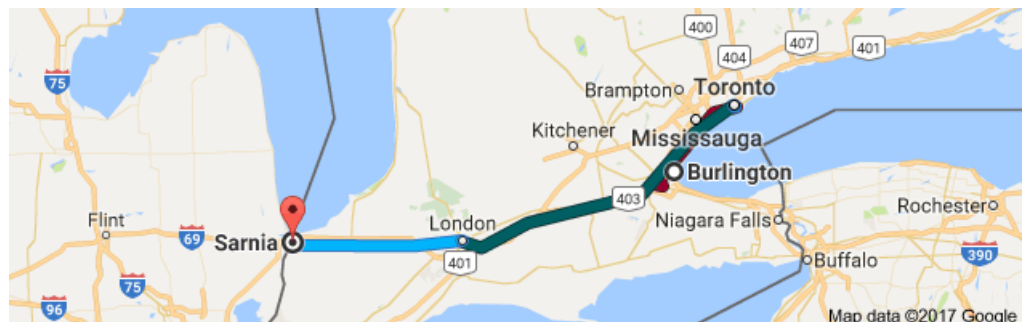 400
75
404
407
401
Brampton
Toronto
Kitchener
Mississauga
Burlington
403
Flint
69
Sarnia
London
401
Niagara Falls
Rochester
75
Buffalo
390
96
Map data ©2017 Google